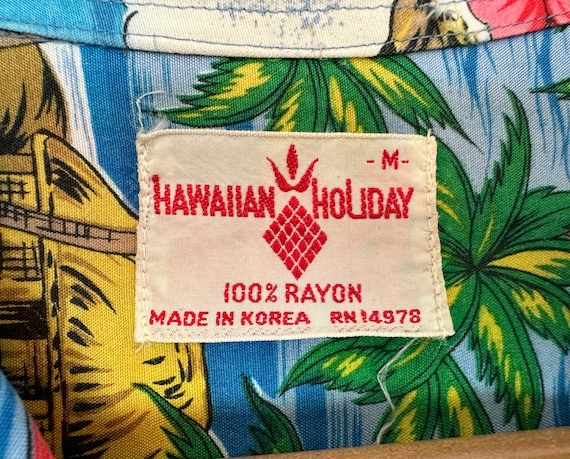 -M-
HAWAIIAN HOLIDAY
100% RAYON
MADE IN KOREA RN14978